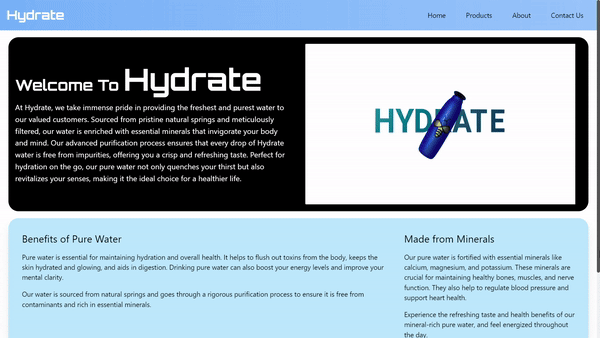 Hydrate
Home Products About Contact Us
Welcome To Hydrate
At Hydrate, we take immense pride in providing the freshest and purest water to
our valued customers. Sourced from pristine natural springs and meticulously
filtered, our water is enriched with essential minerals that invigorate your body
and mind. Our advanced purification process ensures that every drop of Hydrate
water is free from impurities, offering you a crisp and refreshing taste. Perfect for
hydration on the go, our pure water not only quenches your thirst but also
revitalizes your senses, making it the ideal choice for a healthier life.
HYDRATE
Benefits of Pure Water
Pure water is essential for maintaining hydration and overall health. It helps to flush out toxins from the body, keeps
the skin hydrated and glowing, and aids in digestion. Drinking pure water can also boost your energy levels and improve your
mental clarity.
Our water is sourced from natural springs and goes through a rigorous purification process to ensure it is free from
contaminants and rich in essential minerals.
Made from Minerals
Our pure water is fortified with essential minerals like
calcium, magnesium, and potassium. These minerals are
crucial for maintaining healthy bones, muscles, and nerve
function. They also help to regulate blood pressure and
support heart health.
Experience the refreshing taste and health benefits of our
mineral-rich pure water, and feel energized throughout
the day.